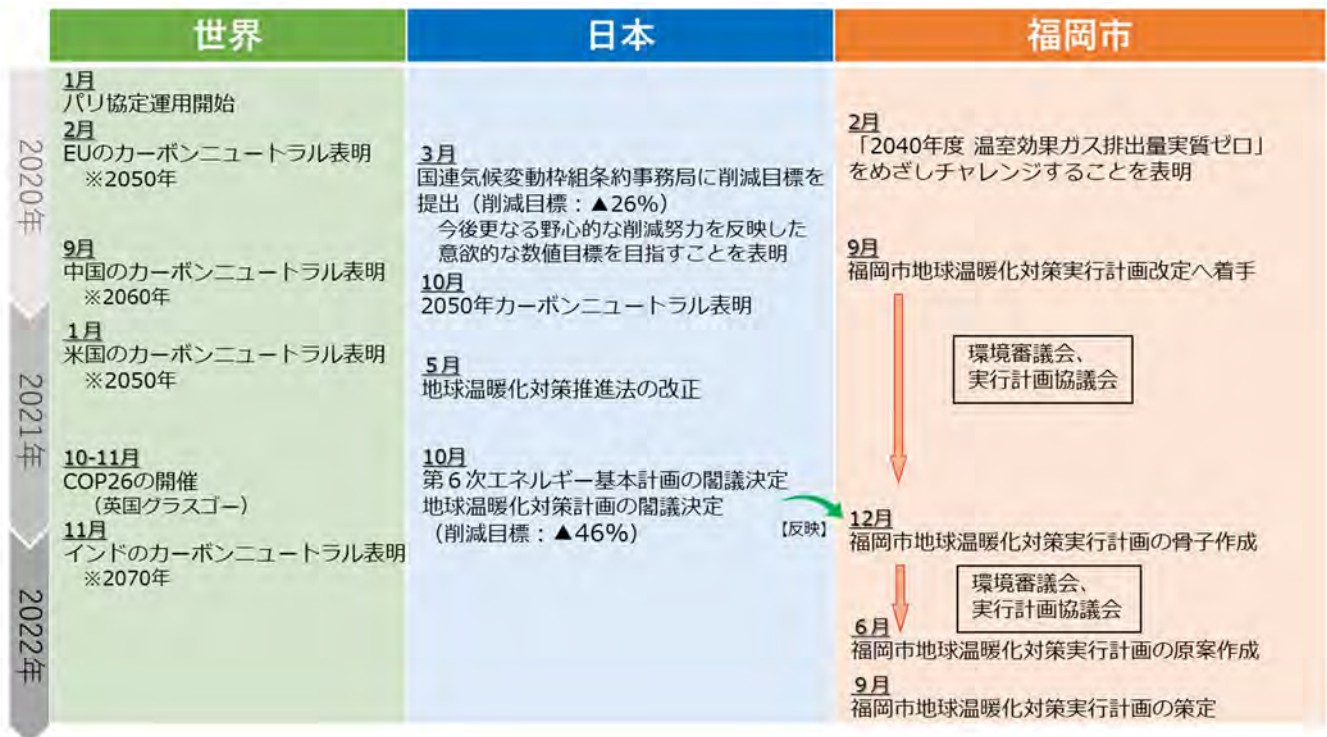 世界
日本
福岡市
2020年
2021年
2022年
1月
パリ協定運用開始
2月
EUのカーボンニュートラル表明
※2050年
9月
中国のカーボンニュートラル表明
※2060年
1月
米国のカーボンニュートラル表明
※2050年
10-11月
COP26の開催
（英国グラスゴー）
11月
インドのカーボンニュートラル表明
※2070年
3月
国連気候変動枠組条約事務局に削減目標を
提出（削減目標：▲26%）
今後更なる野心的な削減努力を反映した
意欲的な数値目標を目指すことを表明
10月
2050年カーボンニュートラル表明
5月
地球温暖化対策推進法の改正
10月
第６次エネルギー基本計画の閣議決定
地球温暖化対策計画の閣議決定
（削減目標：▲46%）
【反映】
2月
「2040年度 温室効果ガス排出量実質ゼロ」
をめざしチャレンジすることを表明
9月
福岡市地球温暖化対策実行計画改定へ着手
環境審議会、
実行計画協議会
12月
福岡市地球温暖化対策実行計画の骨子作成
環境審議会、
実行計画協議会
6月
福岡市地球温暖化対策実行計画の原案作成
9月
福岡市地球温暖化対策実行計画の策定